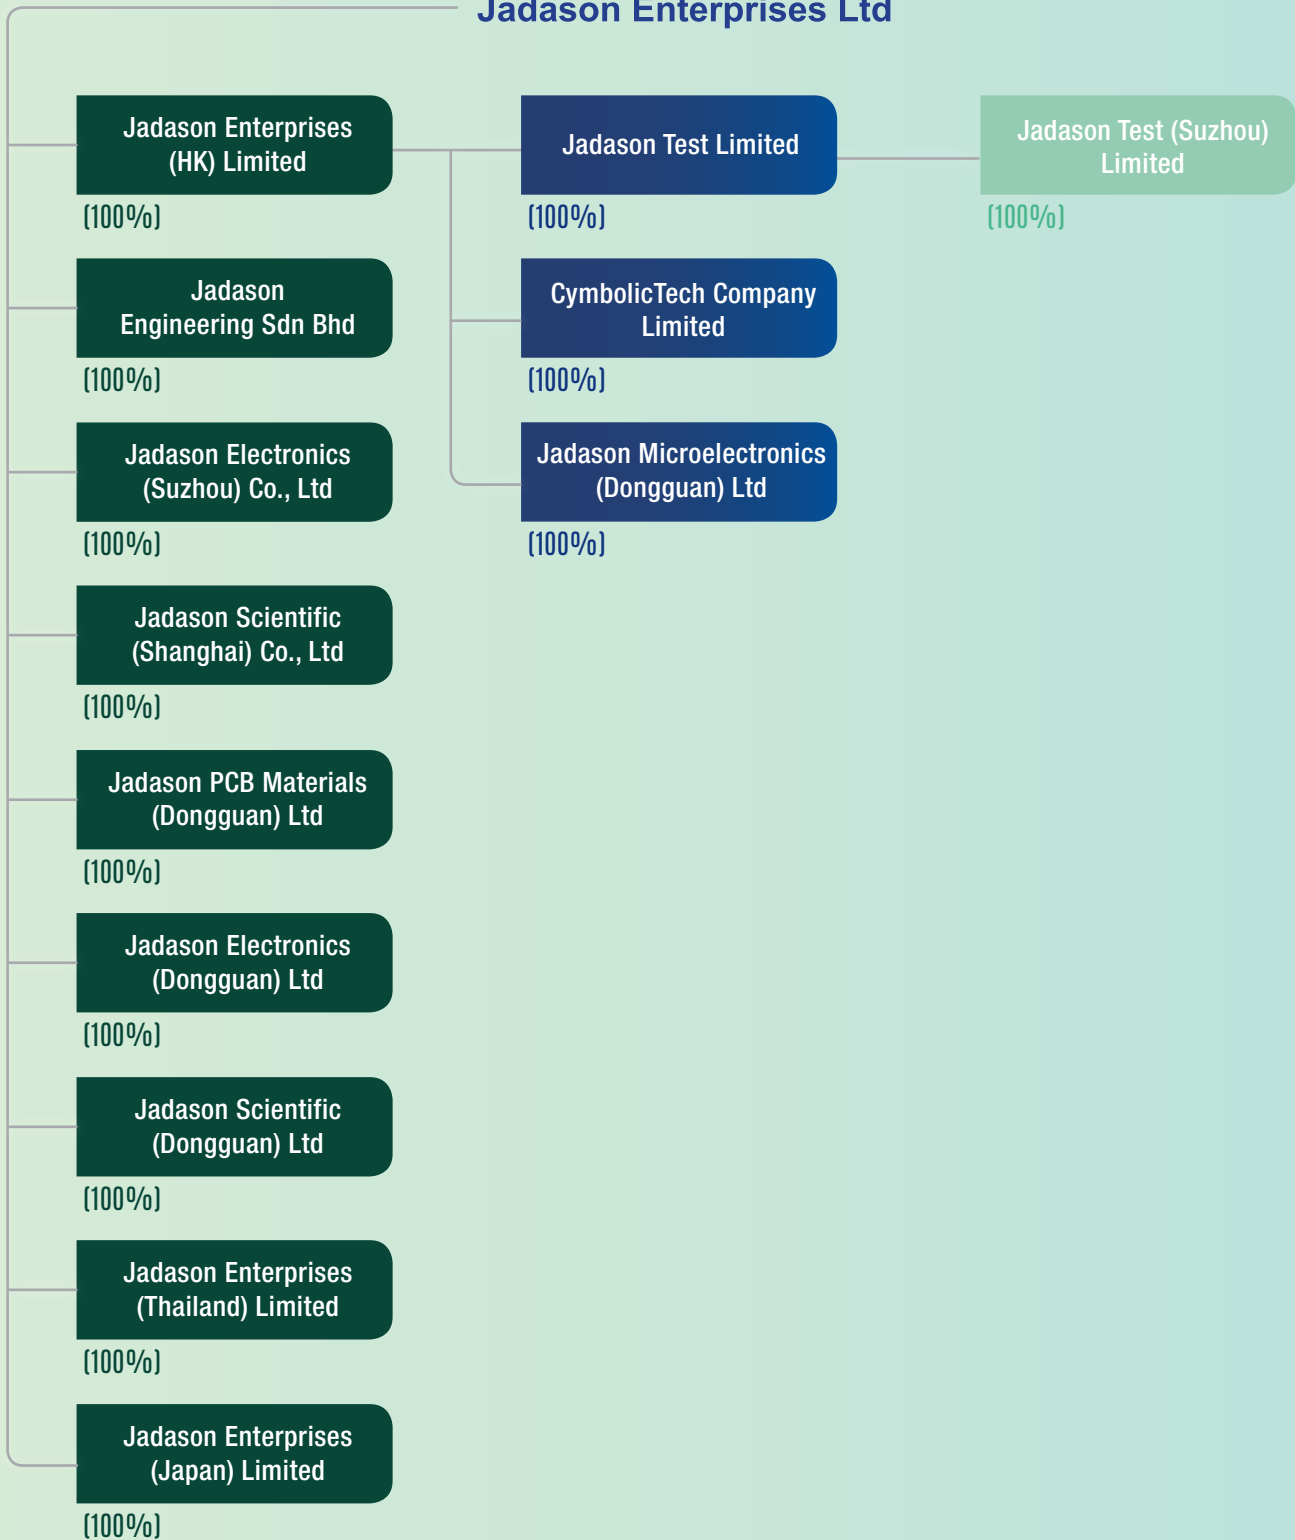 Jadason Enterprises Ltd
Jadason Enterprises
(HK) Limited
(100%)
Jadason Test Limited
(100%)
Jadason Test (Suzhou)
Limited
(100%)
Jadason
Engineering Sdn Bhd
(100%)
CymbolicTech Company
Limited
(100%)
Jadason Electronics
(Suzhou) Co., Ltd
(100%)
Jadason Microelectronics
(Dongguan) Ltd
(100%)
Jadason Scientific
(Shanghai) Co., Ltd
(100%)
Jadason PCB Materials
(Dongguan) Ltd
(100%)
Jadason Electronics
(Dongguan) Ltd
(100%)
Jadason Scientific
(Dongguan) Ltd
(100%)
Jadason Enterprises
(Thailand) Limited
(100%)
Jadason Enterprises
(Japan) Limited
(100%)